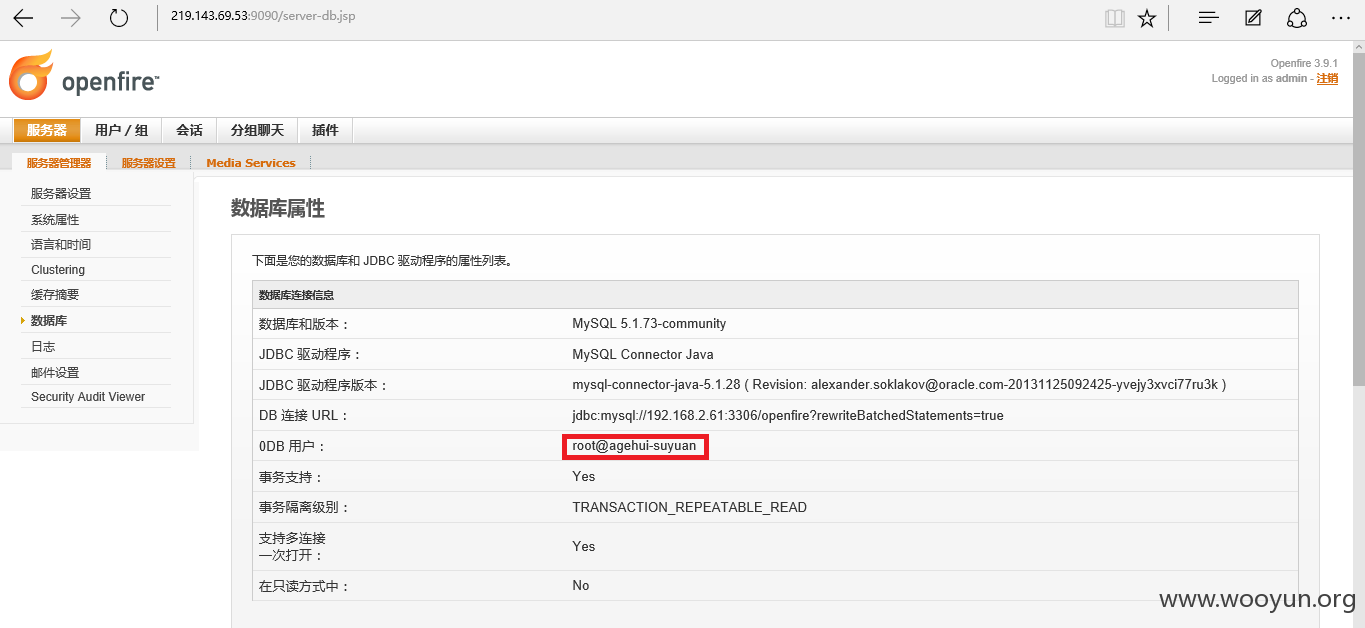 219.143.69.53:9090/server-db.jsp
openfire™
Openfire 3.9.1
Logged in as admin - 注销
服务器 用户 / 组 会话 分组聊天 插件
服务器管理器 服务器设置 Media Services
服务器设置
系统属性
语言和时间
Clustering
缓存摘要
数据库
日志
邮件设置
Security Audit Viewer
数据库属性
下面是您的数据库和 JDBC 驱动程序的属性列表。
数据库连接信息
数据库和版本： MySQL 5.1.73-community
JDBC 驱动程序： MySQL Connector Java
JDBC 驱动程序版本： mysql-connector-java-5.1.28 ( Revision: alexander.soklakov@oracle.com-20131125092425-yvejy3xvci77ru3k )
DB 连接 URL： jdbc:mysql://192.168.2.61:3306/openfire?rewriteBatchedStatements=true
0DB 用户： root@agehui-suyuan
事务支持： Yes
事务隔离级别： TRANSACTION_REPEATABLE_READ
支持多连接
一次打开： Yes
在只读方式中： No
www.wooyun.org